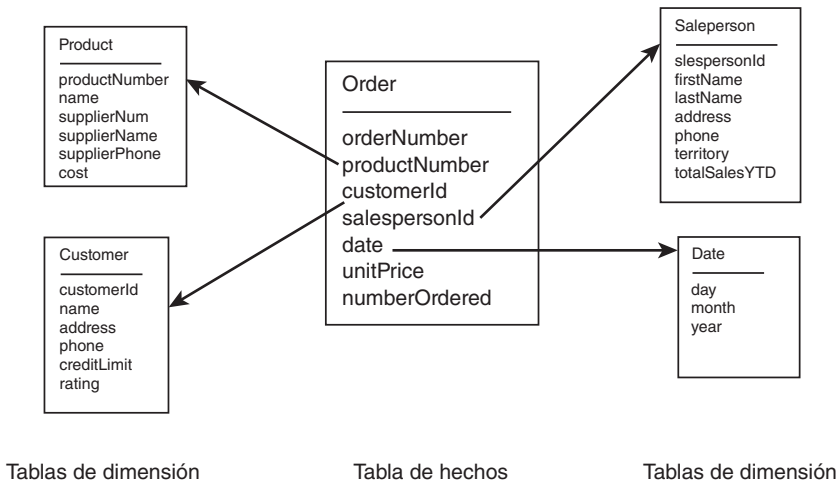 Product
productNumber
name
supplierNum
supplierName
supplierPhone
cost
Customer
customerId
name
address
phone
creditLimit
rating
Order
orderNumber
productNumber
customerId
salespersonId
date
unitPrice
numberOrdered
Saleperson
slespersonId
firstName
lastName
address
phone
territory
totalSalesYTD
Date
day
month
year
Tablas de dimensión
Tabla de hechos
Tablas de dimensión